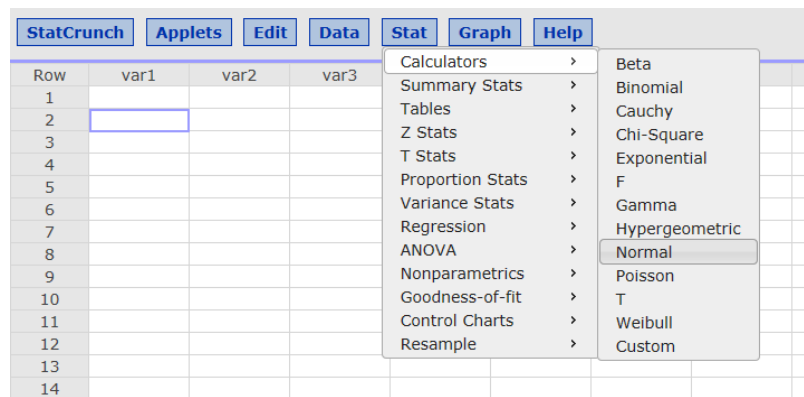 StatCrunch Applets Edit Data Stat Graph Help
Row var1 var2 var3
Calculators ›
Summary Stats ›
Tables ›
Z Stats ›
T Stats ›
Proportion Stats ›
Variance Stats ›
Regression ›
ANOVA ›
Nonparametrics ›
Goodness-of-fit ›
Control Charts ›
Resample ›
Beta
Binomial
Cauchy
Chi-Square
Exponential
F
Gamma
Hypergeometric
Normal
Poisson
T
Weibull
Custom
1
2
3
4
5
6
7
8
9
10
11
12
13
14